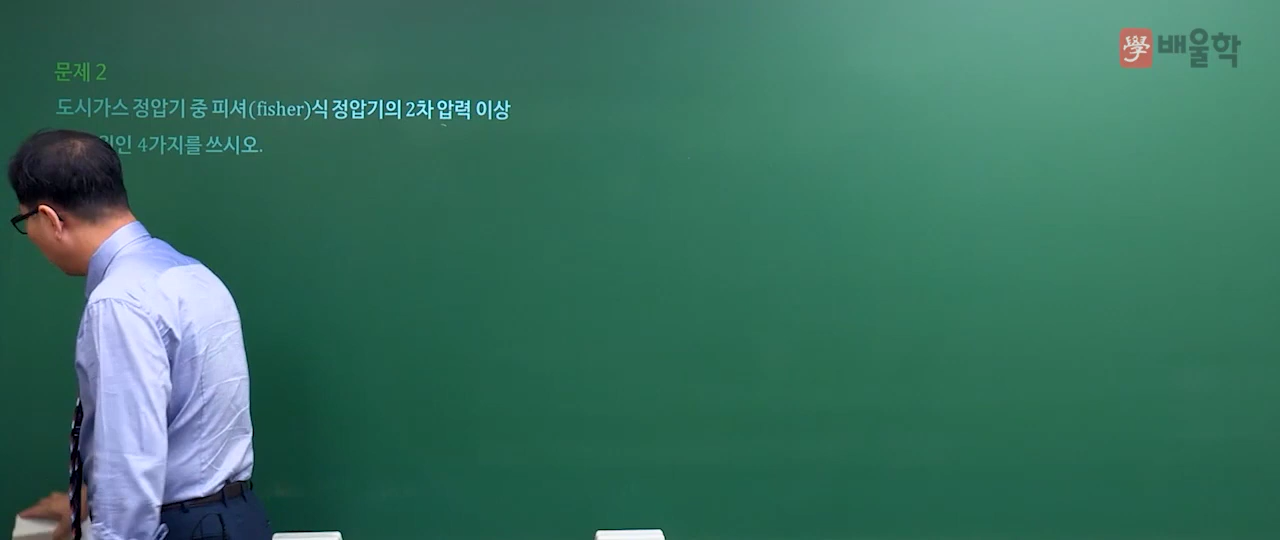 學 배울학
문제 2
도시가스 정압기 중 피셔(fisher)식 정압기의 2차 압력 이상
4가지를 쓰시오.